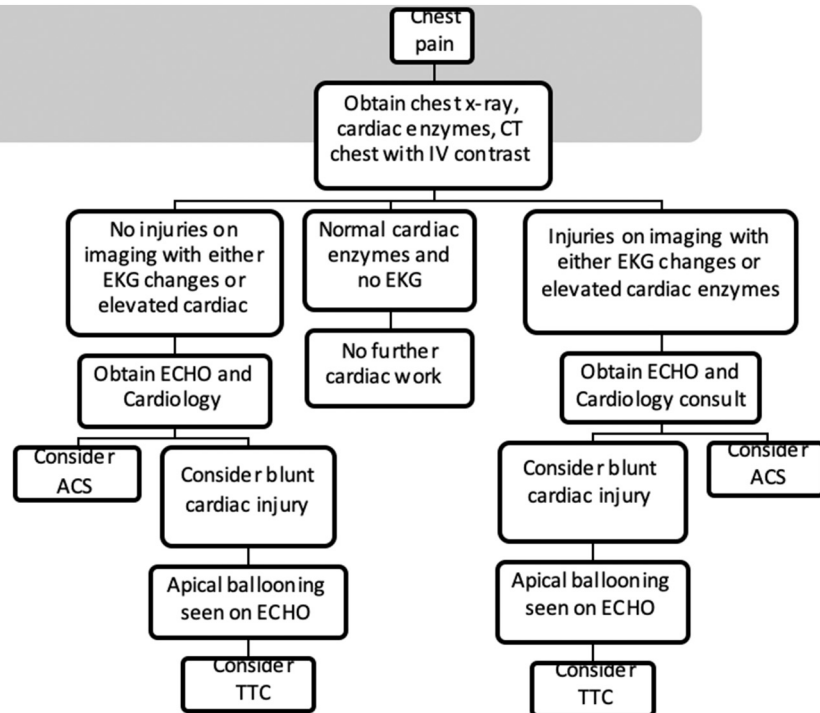 Chest
pain
Obtain chest x-ray,
cardiac enzymes, CT
chest with IV contrast
No injuries on
imaging with either
EKG changes or
elevated cardiac
Normal cardiac
enzymes and
no EKG
Injuries on imaging with
either EKG changes or
elevated cardiac enzymes
No further
cardiac work
Obtain ECHO and
Cardiology
Obtain ECHO and
Cardiology consult
Consider
ACS
Consider blunt
cardiac injury
Consider blunt
cardiac injury
Consider
ACS
Apical ballooning
seen on ECHO
Apical ballooning
seen on ECHO
Consider
TTC
Consider
TTC